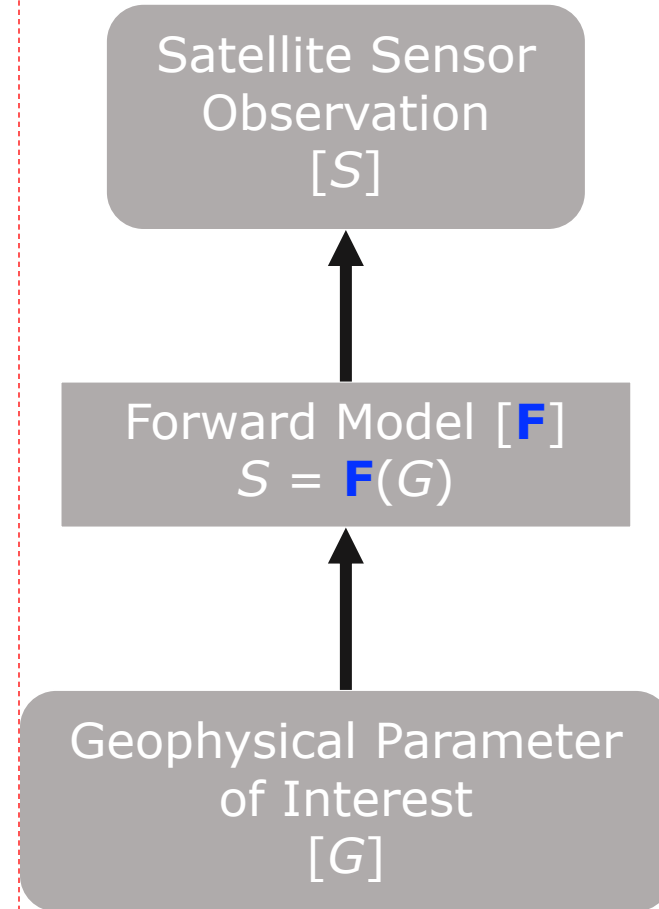 Satellite Sensor
Observation
[S]
Forward Model [F]
S = F(G)
Geophysical Parameter
of Interest
[G]